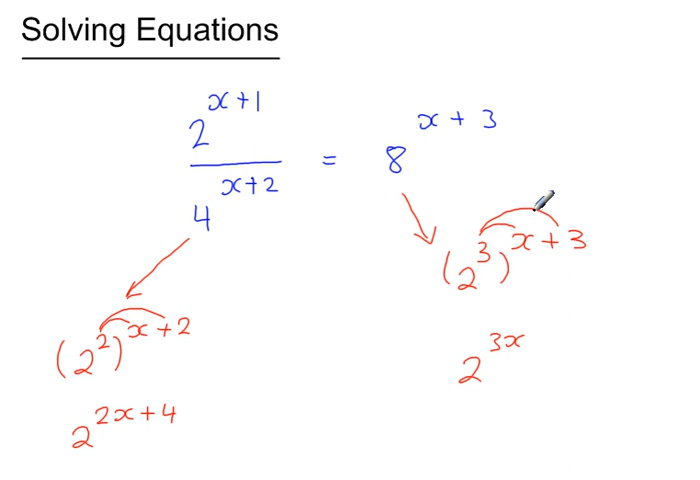 Solving Equations
2^{x+1} / 4^{x+2} = 8^{x+3}
(2^3)^{x+3}
(2^2)^{x+2}
2^{3x}
2^{2x+4}